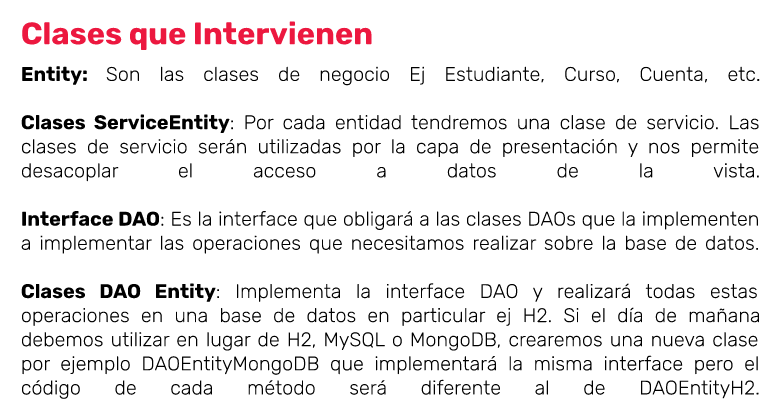 Clases que Intervienen
Entity: Son las clases de negocio Ej Estudiante, Curso, Cuenta, etc.
Clases ServiceEntity: Por cada entidad tendremos una clase de servicio. Las
clases de servicio serán utilizadas por la capa de presentación y nos permite
desacoplar el acceso a datos de la vista.
Interface DAO: Es la interface que obligará a las clases DAOs que la implementen
a implementar las operaciones que necesitamos realizar sobre la base de datos.
Clases DAO Entity: Implementa la interface DAO y realizará todas estas
operaciones en una base de datos en particular ej H2. Si el día de mañana
debemos utilizar en lugar de H2, MySQL o MongoDB, crearemos una nueva clase
por ejemplo DAOEntityMongoDB que implementará la misma interface pero el
código de cada método será diferente al de DAOEntityH2.